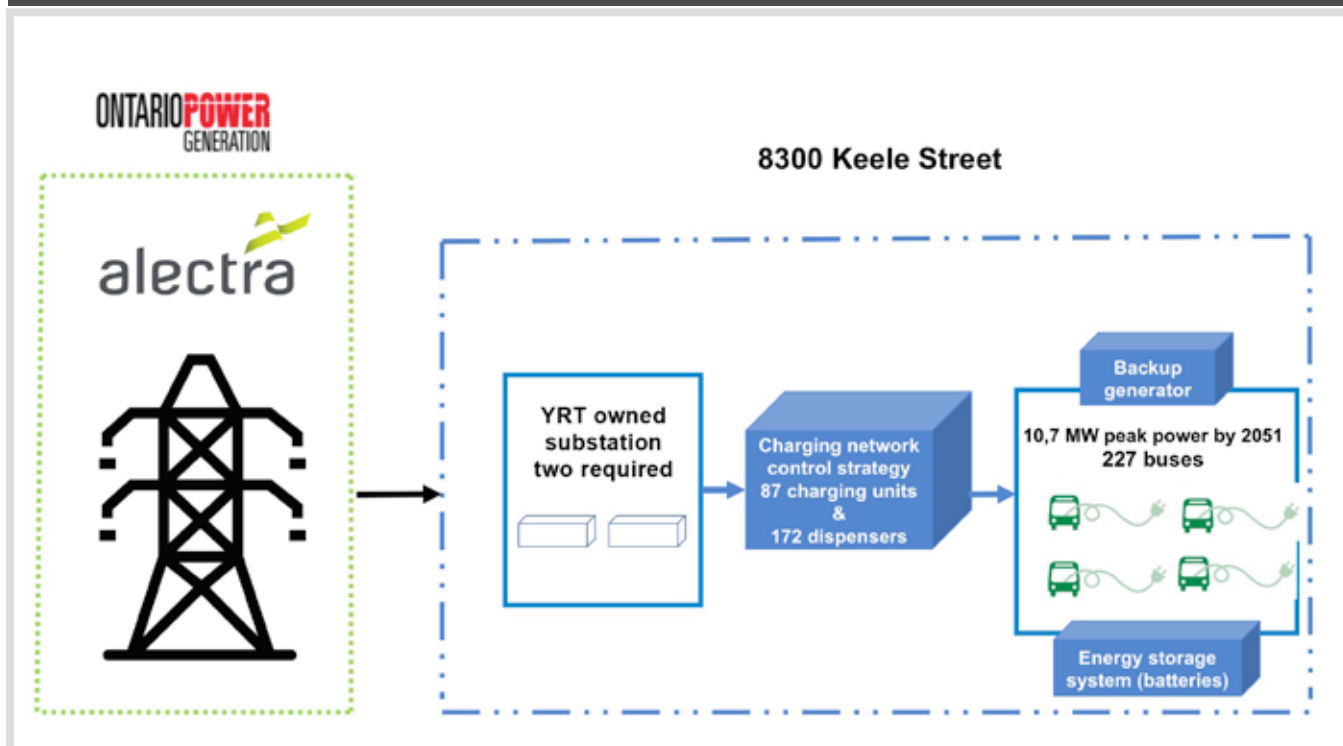 ONTARIOPOWER
GENERATION
alectra
8300 Keele Street
YRT owned
substation
two required
Charging network
control strategy
87 charging units
&
172 dispensers
Backup
generator
10,7 MW peak power by 2051
227 buses
Energy storage
system (batteries)